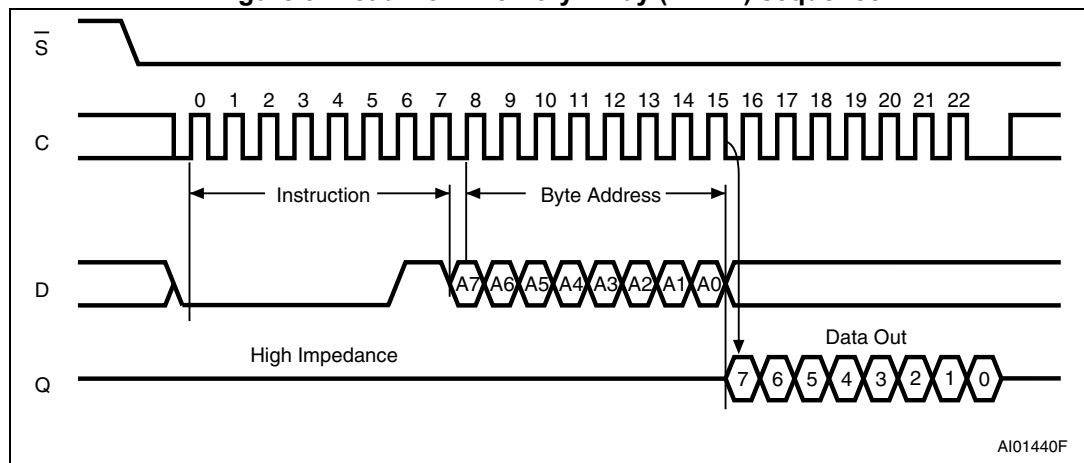 S
0 1 2 3 4 5 6 7 8 9 10 11 12 13 14 15 16 17 18 19 20 21 22
C
Instruction Byte Address
D A7 A6 A5 A4 A3 A2 A1 A0
Data Out
High Impedance
Q 7 6 5 4 3 2 1 0
AI01440F